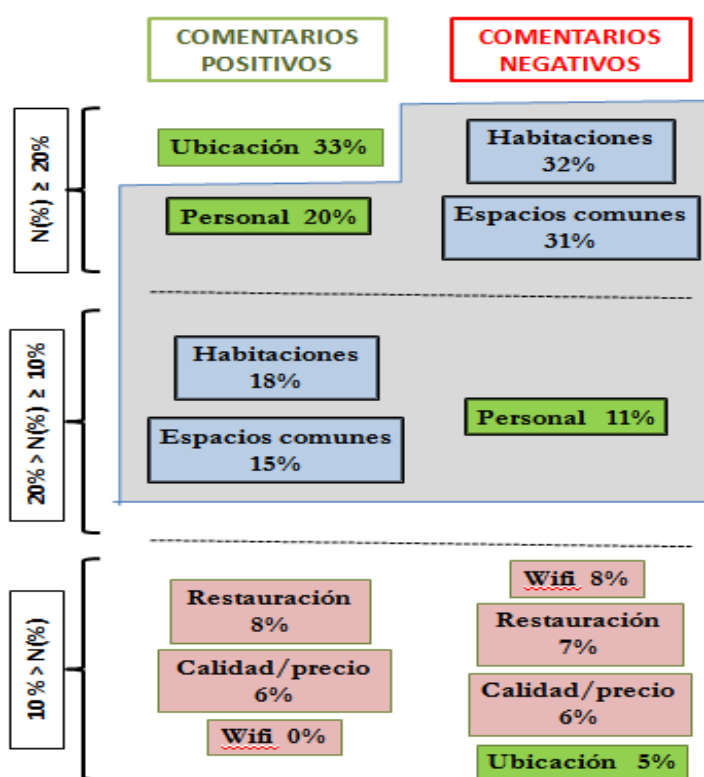 COMENTARIOS
POSITIVOS
COMENTARIOS
NEGATIVOS
N(%) ≥ 20%
Ubicación 33%
Personal 20%
Habitaciones
32%
Espacios comunes
31%
20% > N(%) ≥ 10%
Habitaciones
18%
Espacios comunes
15%
Personal 11%
10% > N(%)
Restauración
8%
Calidad/precio
6%
Wifi 0%
Wifi 8%
Restauración
7%
Calidad/precio
6%
Ubicación 5%